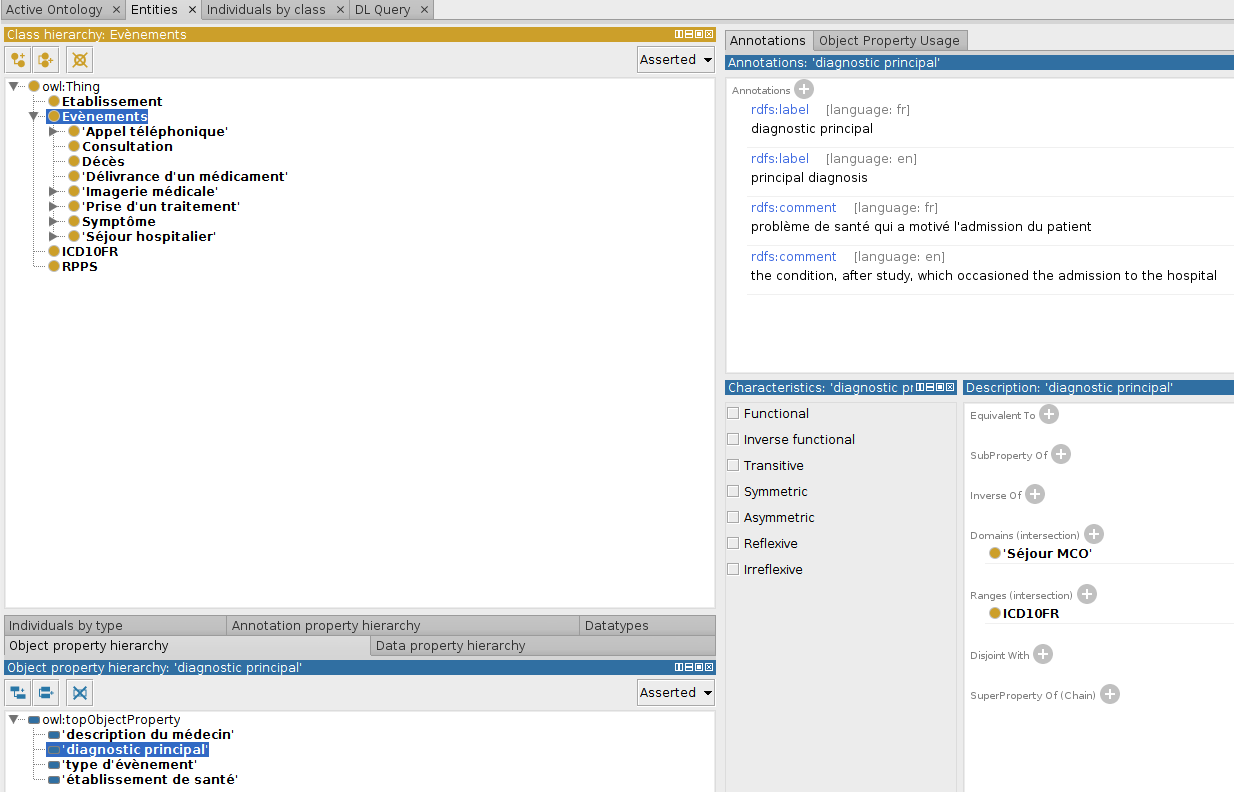 Active Ontology × Entities × Individuals by class × DL Query ×
Class hierarchy: Evènements
Asserted
owl:Thing
Etablissement
Evènements
'Appel téléphonique'
Consultation
Décès
'Délivrance d'un médicament'
'Imagerie médicale'
'Prise d'un traitement'
Symptôme
'Séjour hospitalier'
ICD10FR
RPPS
Individuals by type Annotation property hierarchy Datatypes
Object property hierarchy Data property hierarchy
Object property hierarchy: 'diagnostic principal'
Asserted
owl:topObjectProperty
'description du médecin'
'diagnostic principal'
'type d'évènement'
'établissement de santé'
Annotations Object Property Usage
Annotations: 'diagnostic principal'
Annotations
rdfs:label [language: fr]
diagnostic principal
rdfs:label [language: en]
principal diagnosis
rdfs:comment [language: fr]
problème de santé qui a motivé l'admission du patient
rdfs:comment [language: en]
the condition, after study, which occasioned the admission to the hospital
Characteristics: 'diagnostic pr
Functional
Inverse functional
Transitive
Symmetric
Asymmetric
Reflexive
Irreflexive
Description: 'diagnostic principal'
Equivalent To
SubProperty Of
Inverse Of
Domains (intersection)
'Séjour MCO'
Ranges (intersection)
ICD10FR
Disjoint With
SuperProperty Of (Chain)